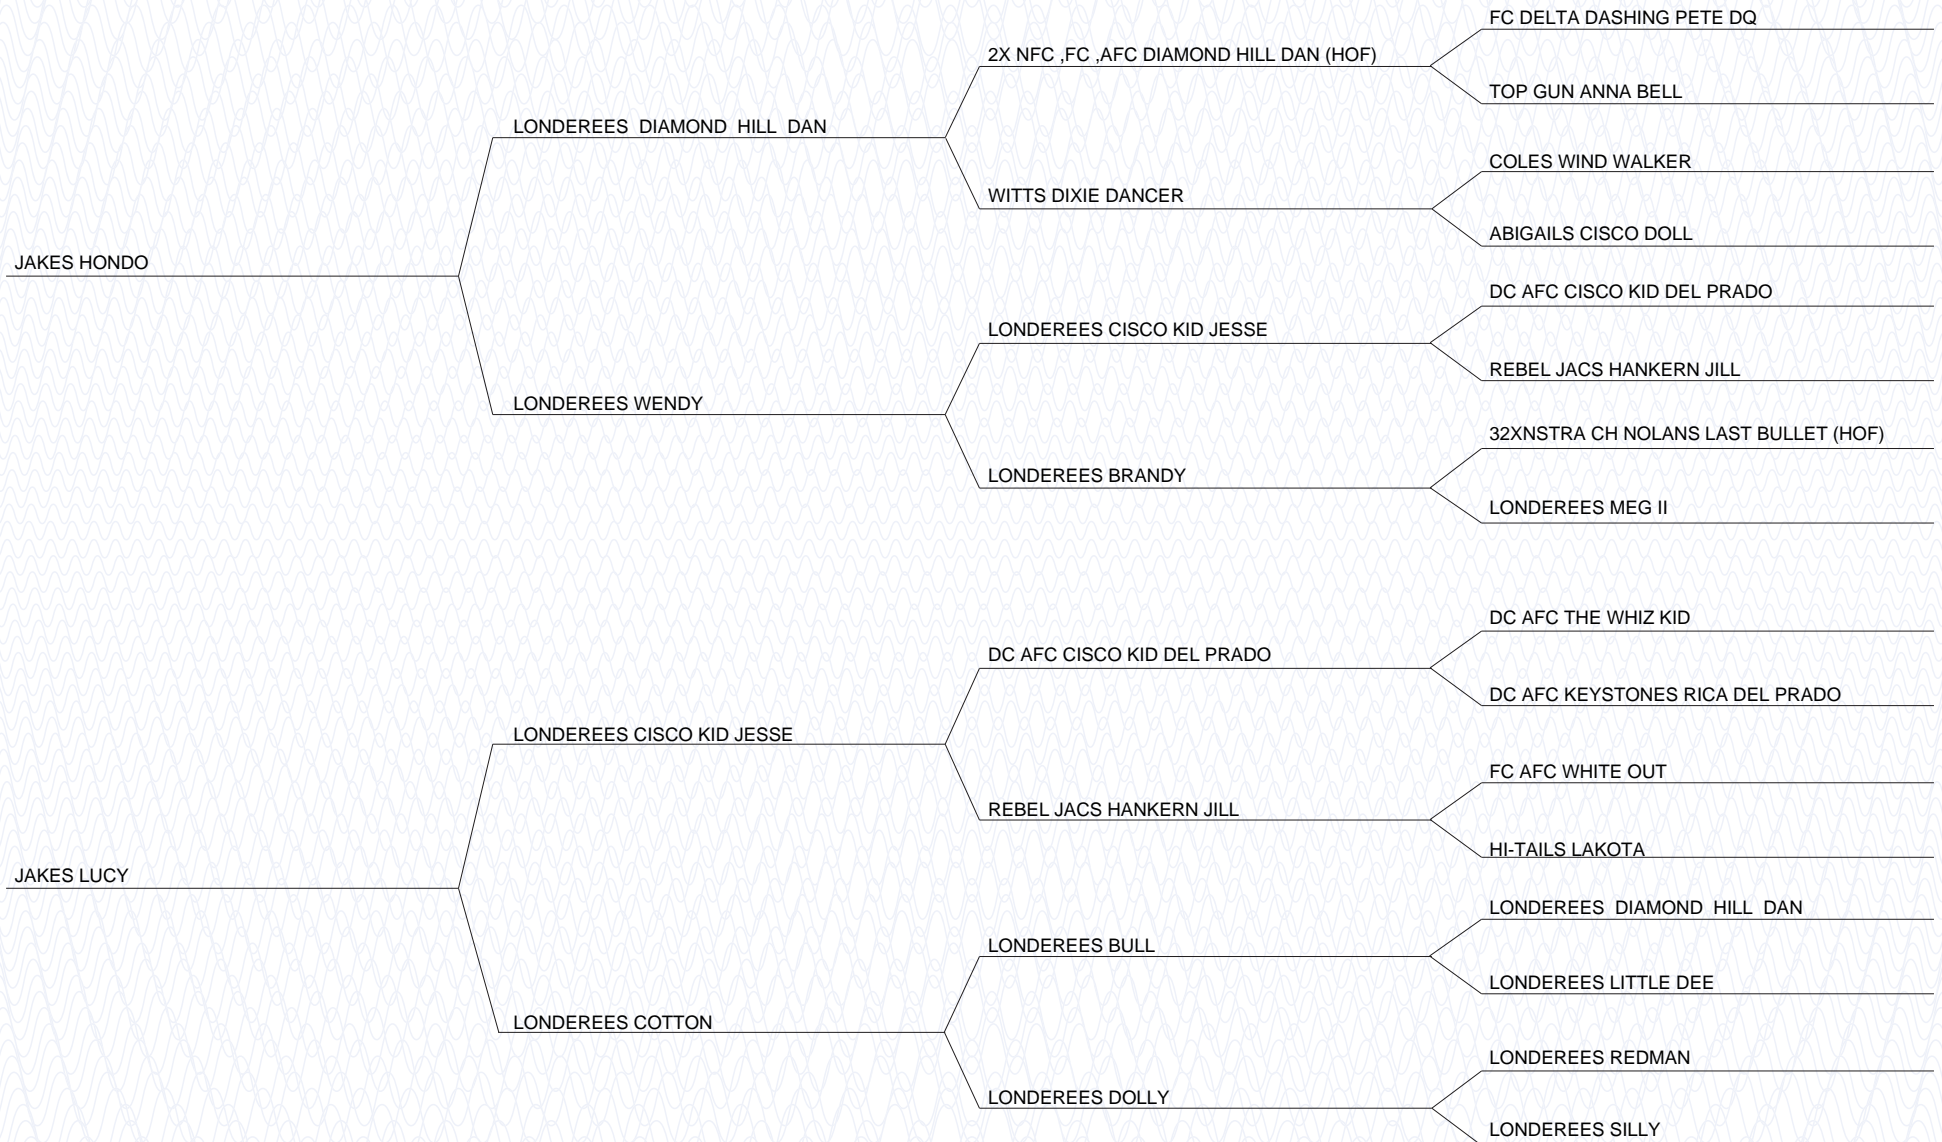 FC DELTA DASHING PETE DQ
2X NFC ,FC ,AFC DIAMOND HILL DAN (HOF)
TOP GUN ANNA BELL
LONDEREES  DIAMOND  HILL  DAN
COLES WIND WALKER
WITTS DIXIE DANCER
ABIGAILS CISCO DOLL
JAKES HONDO
DC AFC CISCO KID DEL PRADO
LONDEREES CISCO KID JESSE
REBEL JACS HANKERN JILL
LONDEREES WENDY
32XNSTRA CH NOLANS LAST BULLET (HOF)
LONDEREES BRANDY
LONDEREES MEG II
DC AFC THE WHIZ KID
DC AFC CISCO KID DEL PRADO
DC AFC KEYSTONES RICA DEL PRADO
LONDEREES CISCO KID JESSE
FC AFC WHITE OUT
REBEL JACS HANKERN JILL
HI-TAILS LAKOTA
JAKES LUCY
LONDEREES  DIAMOND  HILL  DAN
LONDEREES BULL
LONDEREES LITTLE DEE
LONDEREES COTTON
LONDEREES REDMAN
LONDEREES DOLLY
LONDEREES SILLY